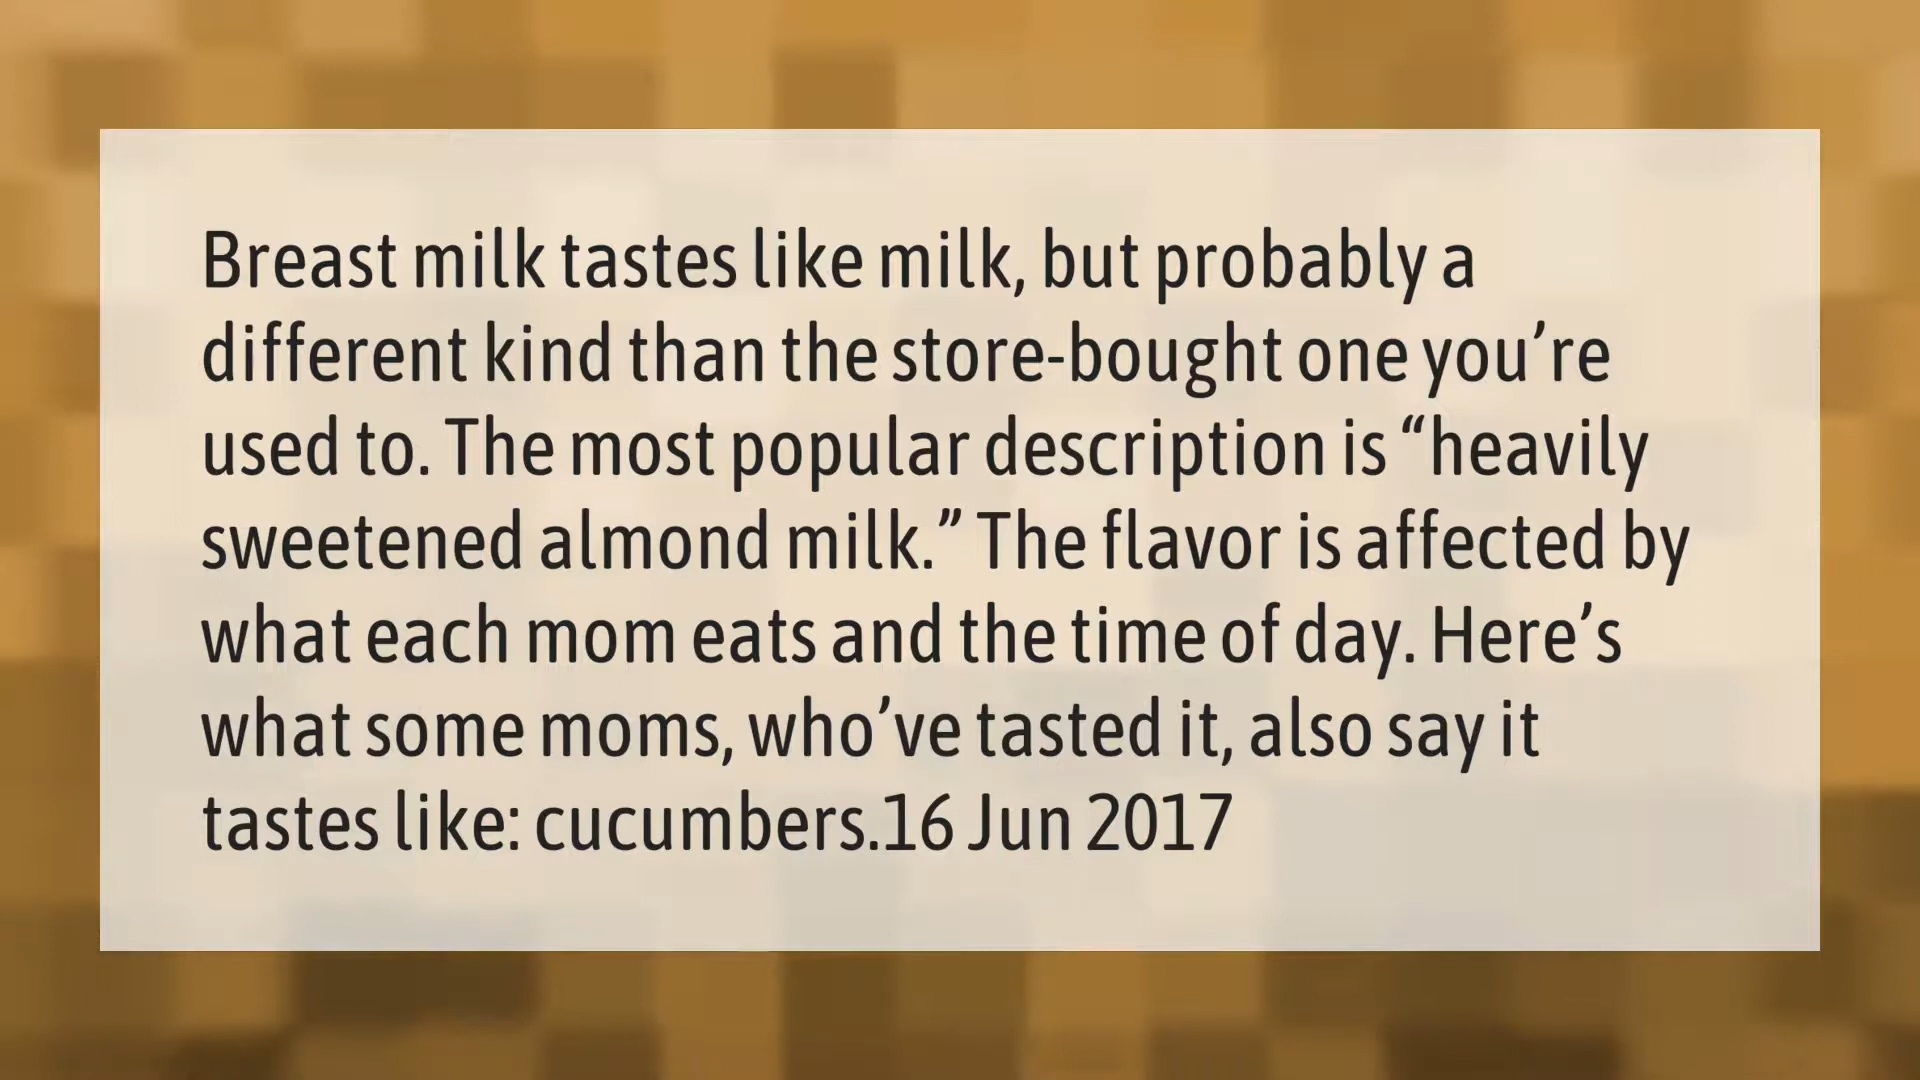 Breast milk tastes like milk, but probably a
different kind than the store-bought one you’re
used to. The most popular description is “heavily
sweetened almond milk.” The flavor is affected by
what each mom eats and the time of day. Here’s
what some moms, who’ve tasted it, also say it
tastes like: cucumbers.16 Jun 2017